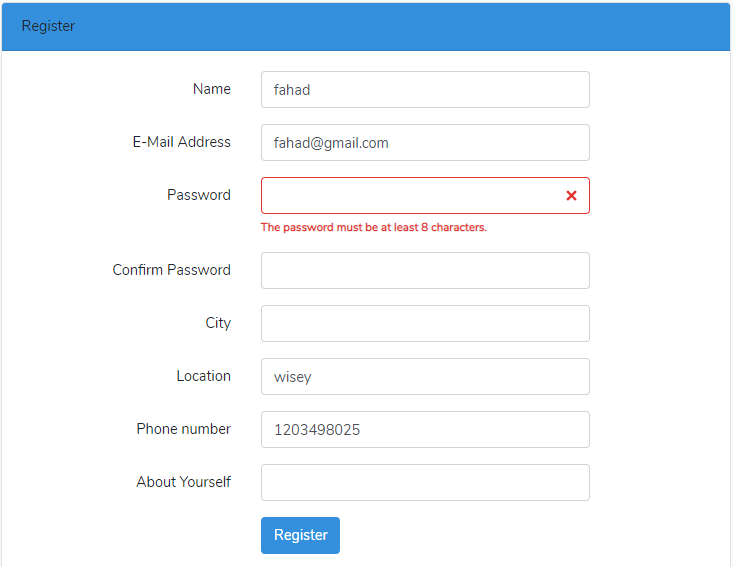 Register
Name fahad
E-Mail Address fahad@gmail.com
Password
The password must be at least 8 characters.
Confirm Password
City
Location wisey
Phone number 1203498025
About Yourself
Register